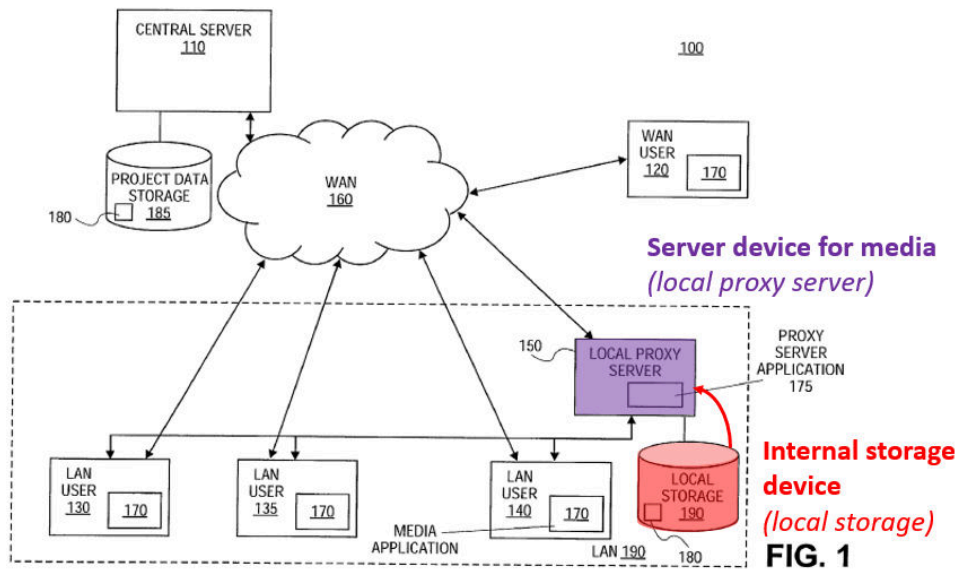 CENTRAL SERVER
110
100
PROJECT DATA
STORAGE
180
185
WAN
160
WAN
USER
120
170
Server device for media
(local proxy server)
150
LOCAL PROXY
SERVER
PROXY
SERVER
APPLICATION
175
LAN
USER
130
170
LAN
USER
135
170
LAN
USER
140
170
MEDIA
APPLICATION
LOCAL
STORAGE
190
180
LAN 190
Internal storage
device
(local storage)
FIG. 1